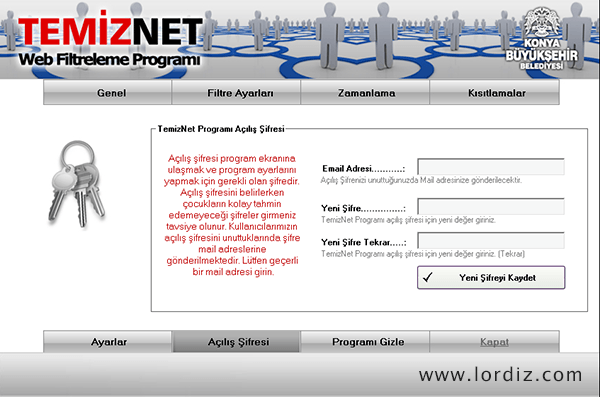 TEMİZNET
Web Filtreleme Programı
KONYA
BÜYÜKŞEHİR
BELEDİYESİ
Genel
Filtre Ayarları
Zamanlama
Kısıtlamalar
TemizNet Programı Açılış Şifresi
Açılış şifresi program ekranına
ulaşmak ve program ayarlarını
yapmak için gerekli olan şifredir.
Açılış şifresini belirlerken
çocukların kolay tahmin
edemeyeceği şifreler girmeniz
tavsiye olunur. Kullanıcılarımızın
açılış şifresini unuttuklarında şifre
mail adreslerine
gönderilmektedir. Lütfen geçerli
bir mail adresi girin.
Email Adresi...........:
Açılış Şifrenizi unuttuğunuzda Mail adresinize gönderilecektir.
Yeni Şifre...............:
TemizNet Programı açılış şifresi için yeni değer giriniz.
Yeni Şifre Tekrar.....:
TemizNet Programı açılış şifresi için yeni değer giriniz. (Tekrar)
Yeni Şifreyi Kaydet
Ayarlar
Açılış Şifresi
Programı Gizle
Kapat
www.lordiz.com